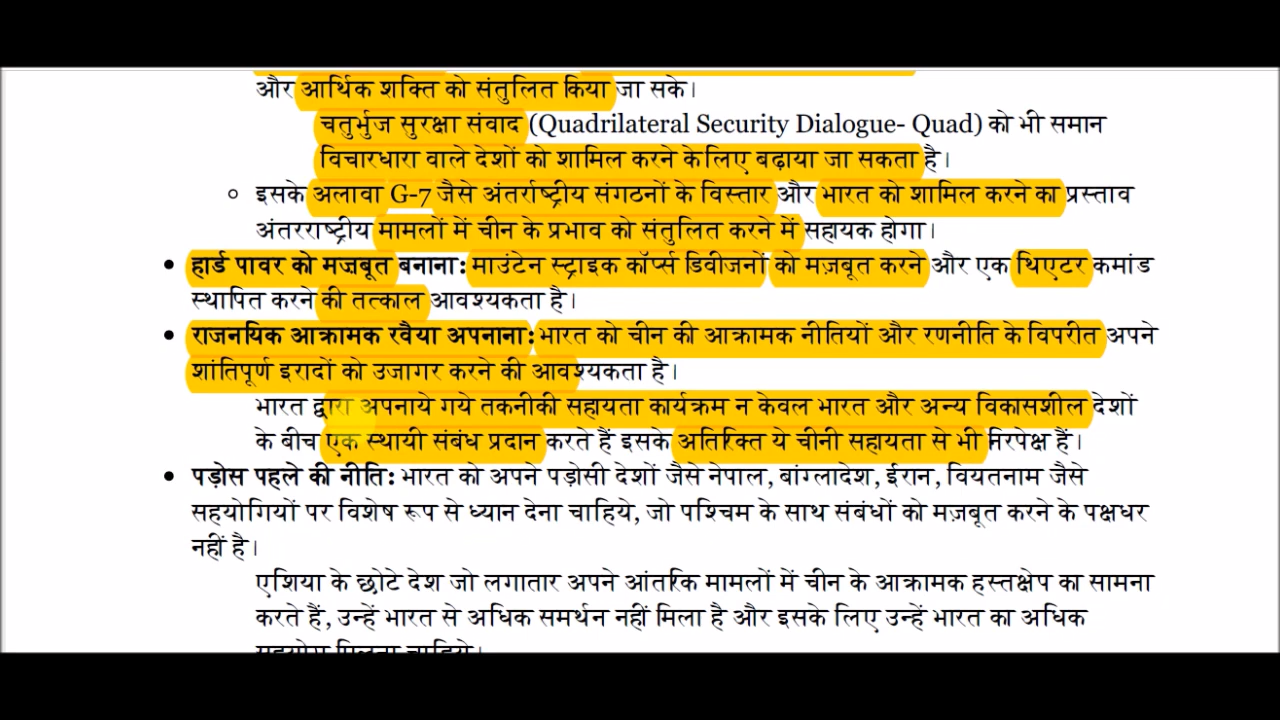 और आर्थिक शक्ति को संतुलित किया जा सके।
चतुर्भुज सुरक्षा संवाद (Quadrilateral Security Dialogue- Quad) को भी समान
विचारधारा वाले देशों को शामिल करने के लिए बढ़ाया जा सकता है।
इसके अलावा G-7 जैसे अंतर्राष्ट्रीय संगठनों के विस्तार और भारत को शामिल करने का प्रस्ताव
अंतरराष्ट्रीय मामलों में चीन के प्रभाव को संतुलित करने में सहायक होगा।
हार्ड पावर को मजबूत बनाना: माउंटेन स्ट्राइक कॉर्प्स डिवीजनों को मज़बूत करने और एक थिएटर कमांड
स्थापित करने की तत्काल आवश्यकता है।
राजनयिक आक्रामक रवैया अपनाना: भारत को चीन की आक्रामक नीतियों और रणनीति के विपरीत अपने
शांतिपूर्ण इरादों को उजागर करने की आवश्यकता है।
भारत द्वारा अपनाये गये तकनीकी सहायता कार्यक्रम न केवल भारत और अन्य विकासशील देशों
के बीच एक स्थायी संबंध प्रदान करते हैं इसके अतिरिक्त ये चीनी सहायता से भी निरपेक्ष हैं।
पड़ोस पहले की नीति: भारत को अपने पड़ोसी देशों जैसे नेपाल, बांग्लादेश, ईरान, वियतनाम जैसे
सहयोगियों पर विशेष रूप से ध्यान देना चाहिये, जो पश्चिम के साथ संबंधों को मज़बूत करने के पक्षधर
नहीं है।
एशिया के छोटे देश जो लगातार अपने आंतरिक मामलों में चीन के आक्रामक हस्तक्षेप का सामना
करते हैं, उन्हें भारत से अधिक समर्थन नहीं मिला है और इसके लिए उन्हें भारत का अधिक
सहयोग मिलना चाहिये।